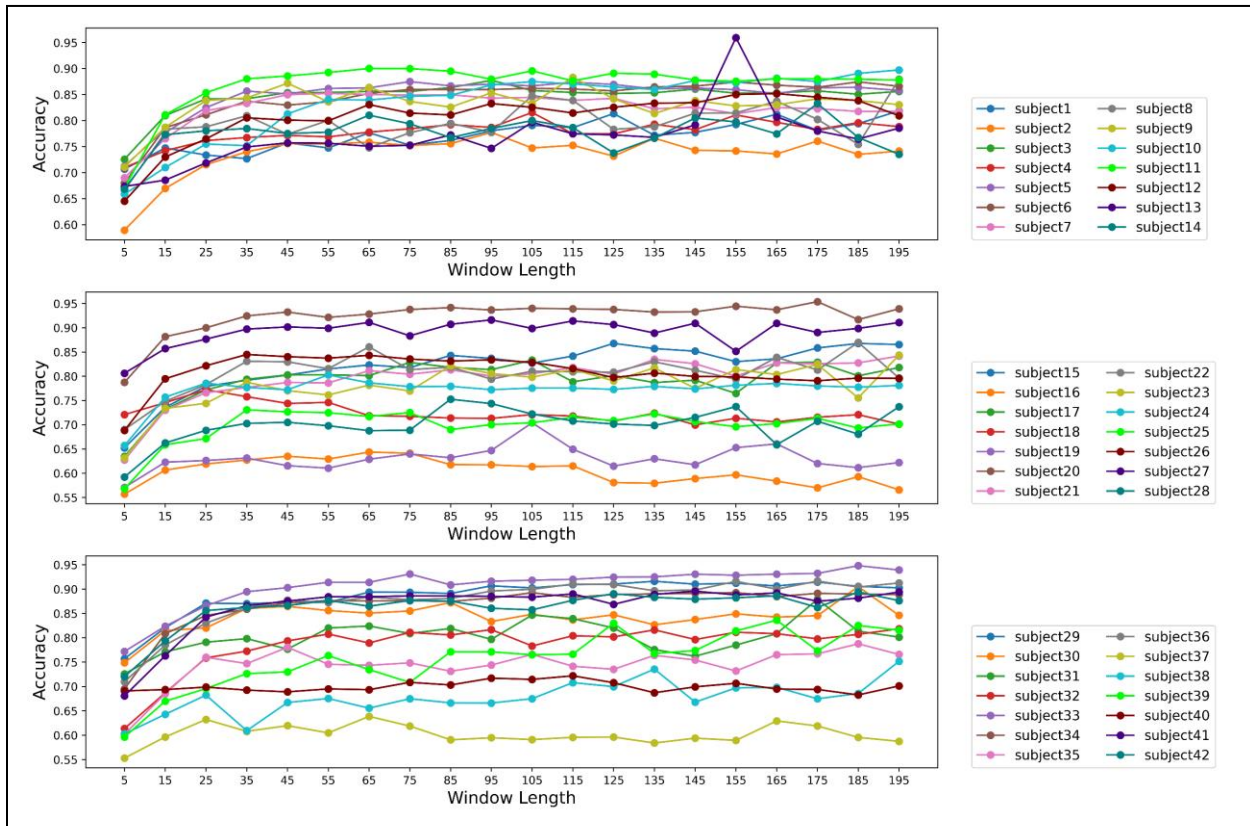 Accuracy
0.95
0.90
0.85
0.80
0.75
0.70
0.65
0.60
5 15 25 35 45 55 65 75 85 95 105 115 125 135 145 155 165 175 185 195
Window Length
subject1 subject8
subject2 subject9
subject3 subject10
subject4 subject11
subject5 subject12
subject6 subject13
subject7 subject14
Accuracy
0.95
0.90
0.85
0.80
0.75
0.70
0.65
0.60
0.55
5 15 25 35 45 55 65 75 85 95 105 115 125 135 145 155 165 175 185 195
Window Length
subject15 subject22
subject16 subject23
subject17 subject24
subject18 subject25
subject19 subject26
subject20 subject27
subject21 subject28
Accuracy
0.95
0.90
0.85
0.80
0.75
0.70
0.65
0.60
0.55
5 15 25 35 45 55 65 75 85 95 105 115 125 135 145 155 165 175 185 195
Window Length
subject29 subject36
subject30 subject37
subject31 subject38
subject32 subject39
subject33 subject40
subject34 subject41
subject35 subject42